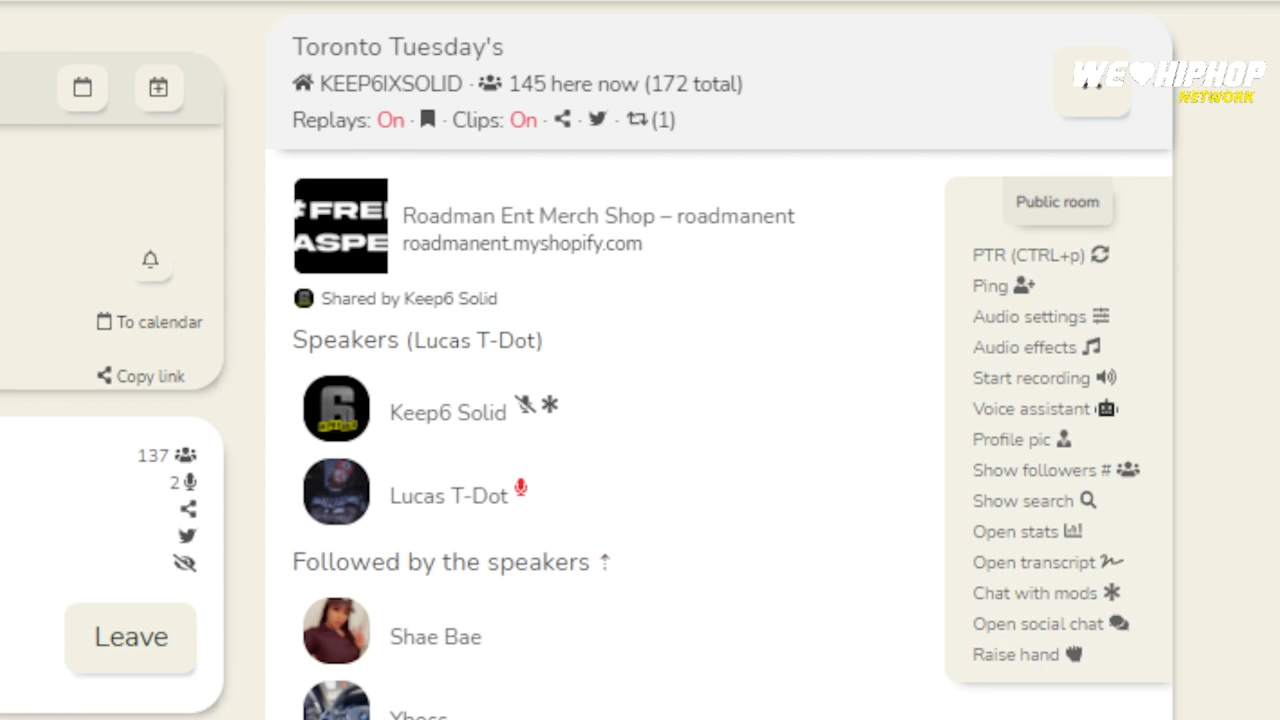 Toronto Tuesday's
KEEP6IXSOLID · 145 here now (172 total)
Replays: On · · Clips: On · · · (1)
WE HIPHOP
NETWORK
#FREE
ASPE
Roadman Ent Merch Shop – roadmanent
roadmanent.myshopify.com
Shared by Keep6 Solid
Speakers (Lucas T-Dot)
6
Keep6 Solid
Lucas T-Dot
Followed by the speakers ↑
Shae Bae
To calendar
Copy link
137
2
Leave
Public room
PTR (CTRL+p)
Ping
Audio settings
Audio effects
Start recording
Voice assistant
Profile pic
Show followers #
Show search
Open stats
Open transcript
Chat with mods
Open social chat
Raise hand